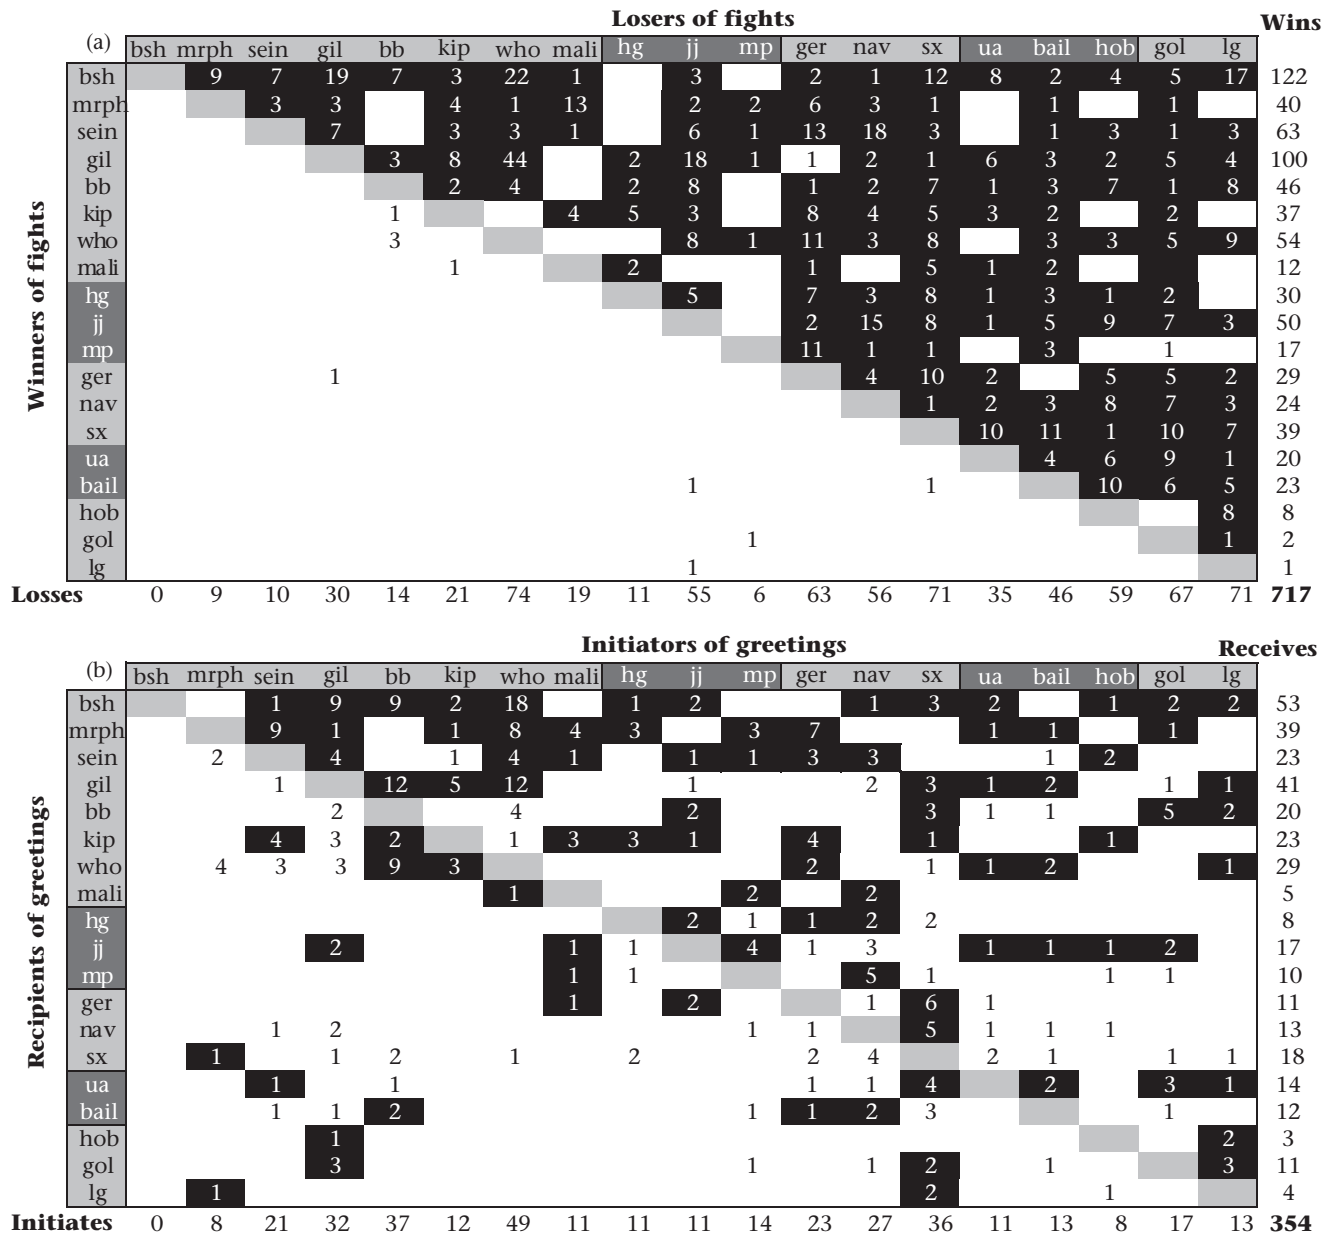 Losers of fights Wins
(a) bsh mrph sein gil bb kip who mali hg jj mp ger nav sx ua bail hob gol lg
bsh 9 7 19 7 3 22 1 3 2 1 12 8 2 4 5 17 122
mrph 3 3 4 1 13 2 2 6 3 1 1 1 40
sein 7 3 3 1 6 1 13 18 3 1 3 1 3 63
gil 3 8 44 2 18 1 1 2 1 6 3 2 5 4 100
bb 2 4 2 8 1 2 7 1 3 7 1 8 46
kip 1 4 5 3 8 4 5 3 2 2 37
who 3 8 1 11 3 8 3 3 5 9 54
mali 1 2 1 5 1 2 12
hg 5 7 3 8 1 3 1 2 30
jj 2 15 8 1 5 9 7 3 50
mp 11 1 1 3 1 17
ger 1 4 10 2 5 5 2 29
nav 1 2 3 8 7 3 24
sx 10 11 1 10 7 39
ua 4 6 9 1 20
bail 1 1 10 6 5 23
hob 8 8
gol 1 1 2
lg 1 1
Losses 0 9 10 30 14 21 74 19 11 55 6 63 56 71 35 46 59 67 71 717
Winners of fights
Initiators of greetings Receives
(b) bsh mrph sein gil bb kip who mali hg jj mp ger nav sx ua bail hob gol lg
bsh 1 9 9 2 18 1 2 1 3 2 1 2 2 53
mrph 9 1 1 8 4 3 3 7 1 1 1 39
sein 2 4 1 4 1 1 1 3 3 1 2 23
gil 1 12 5 12 1 2 3 1 2 1 1 41
bb 2 4 2 3 1 1 5 2 20
kip 4 3 2 1 3 3 1 4 1 1 23
who 4 3 3 9 3 2 1 1 2 1 29
mali 1 2 2 5
hg 2 1 1 2 2 8
jj 2 1 1 4 1 3 1 1 1 2 17
mp 1 1 5 1 1 1 10
ger 1 2 1 6 1 11
nav 1 2 1 1 5 1 1 1 13
sx 1 1 2 1 2 2 4 2 1 1 1 18
ua 1 1 1 1 4 2 3 1 14
bail 1 1 2 1 1 2 3 1 12
hob 1 2 3
gol 3 1 1 2 1 3 11
lg 1 2 1 4
Initiates 0 8 21 32 37 12 49 11 11 11 14 23 27 36 11 13 8 17 13 354
Recipients of greetings